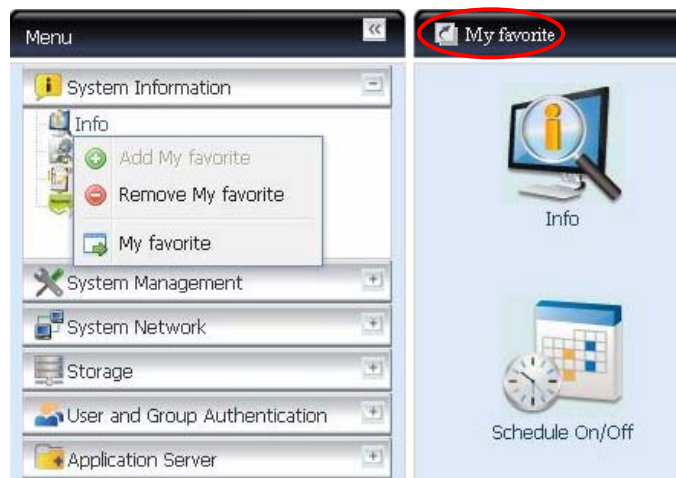 Menu
System Information
Info
Add My favorite
Remove My favorite
My favorite
System Management
System Network
Storage
User and Group Authentication
Application Server
My favorite
Info
Schedule On/Off